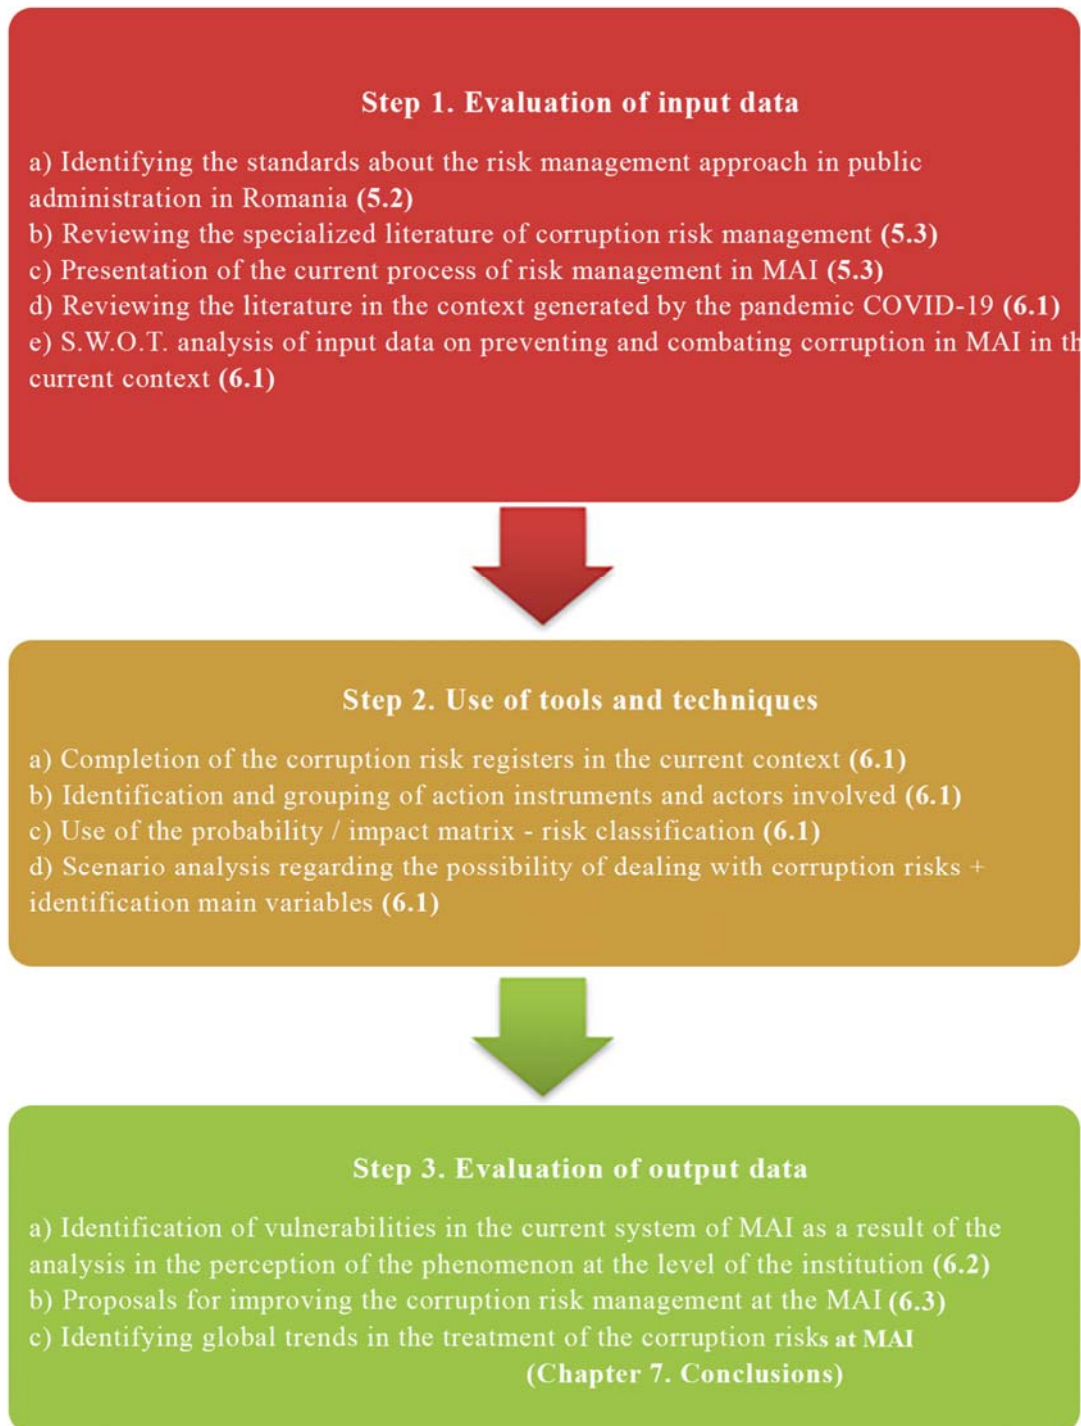 Step 1. Evaluation of input data
a) Identifying the standards about the risk management approach in public
administration in Romania (5.2)
b) Reviewing the specialized literature of corruption risk management (5.3)
c) Presentation of the current process of risk management in MAI (5.3)
d) Reviewing the literature in the context generated by the pandemic COVID-19 (6.1)
e) S.W.O.T. analysis of input data on preventing and combating corruption in MAI in th
current context (6.1)
Step 2. Use of tools and techniques
a) Completion of the corruption risk registers in the current context (6.1)
b) Identification and grouping of action instruments and actors involved (6.1)
c) Use of the probability / impact matrix - risk classification (6.1)
d) Scenario analysis regarding the possibility of dealing with corruption risks +
identification main variables (6.1)
Step 3. Evaluation of output data
a) Identification of vulnerabilities in the current system of MAI as a result of the
analysis in the perception of the phenomenon at the level of the institution (6.2)
b) Proposals for improving the corruption risk management at the MAI (6.3)
c) Identifying global trends in the treatment of the corruption risks at MAI
(Chapter 7. Conclusions)